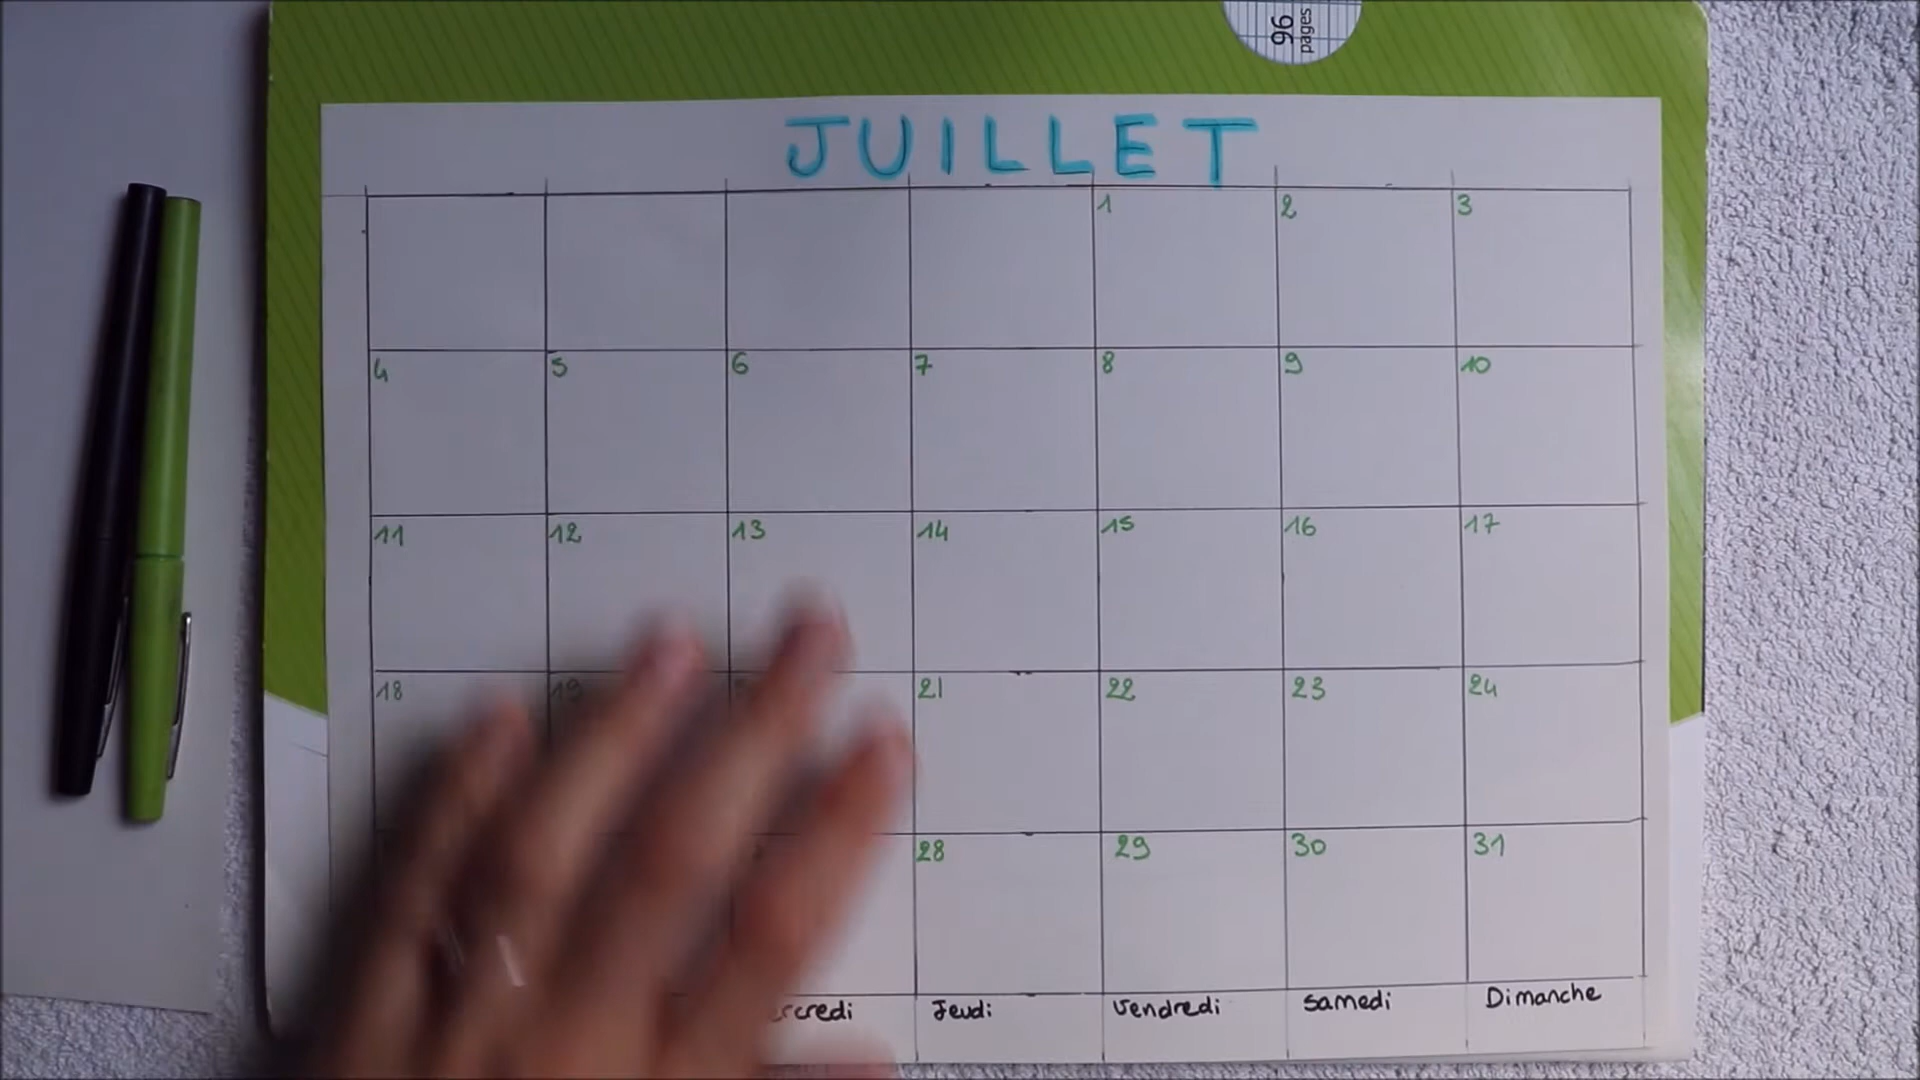 96
pages
JUILLET
1 2 3
4 5 6 7 8 9 10
11 12 13 14 15 16 17
18 19 21 22 23 24
28 29 30 31
Jeudi Vendredi Samedi Dimanche